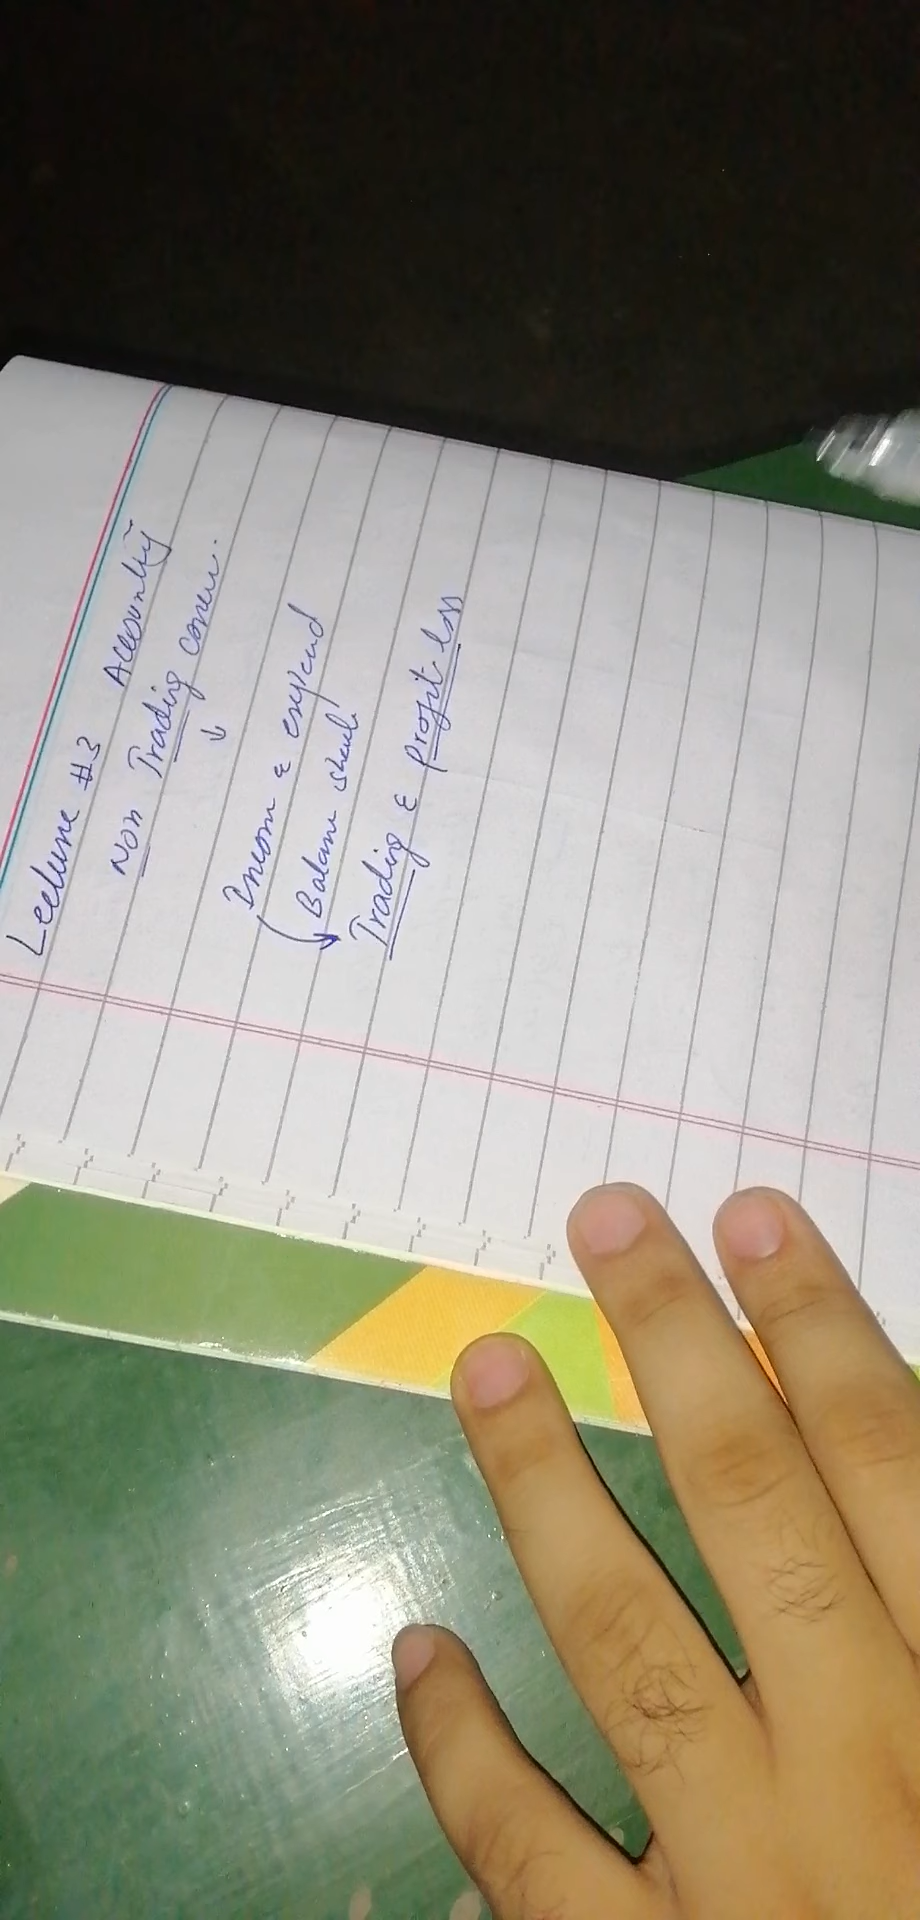 Lecture #3 Accounting
Non Trading concern.
↓
Income & expend
Balance sheet
Trading & profit loss